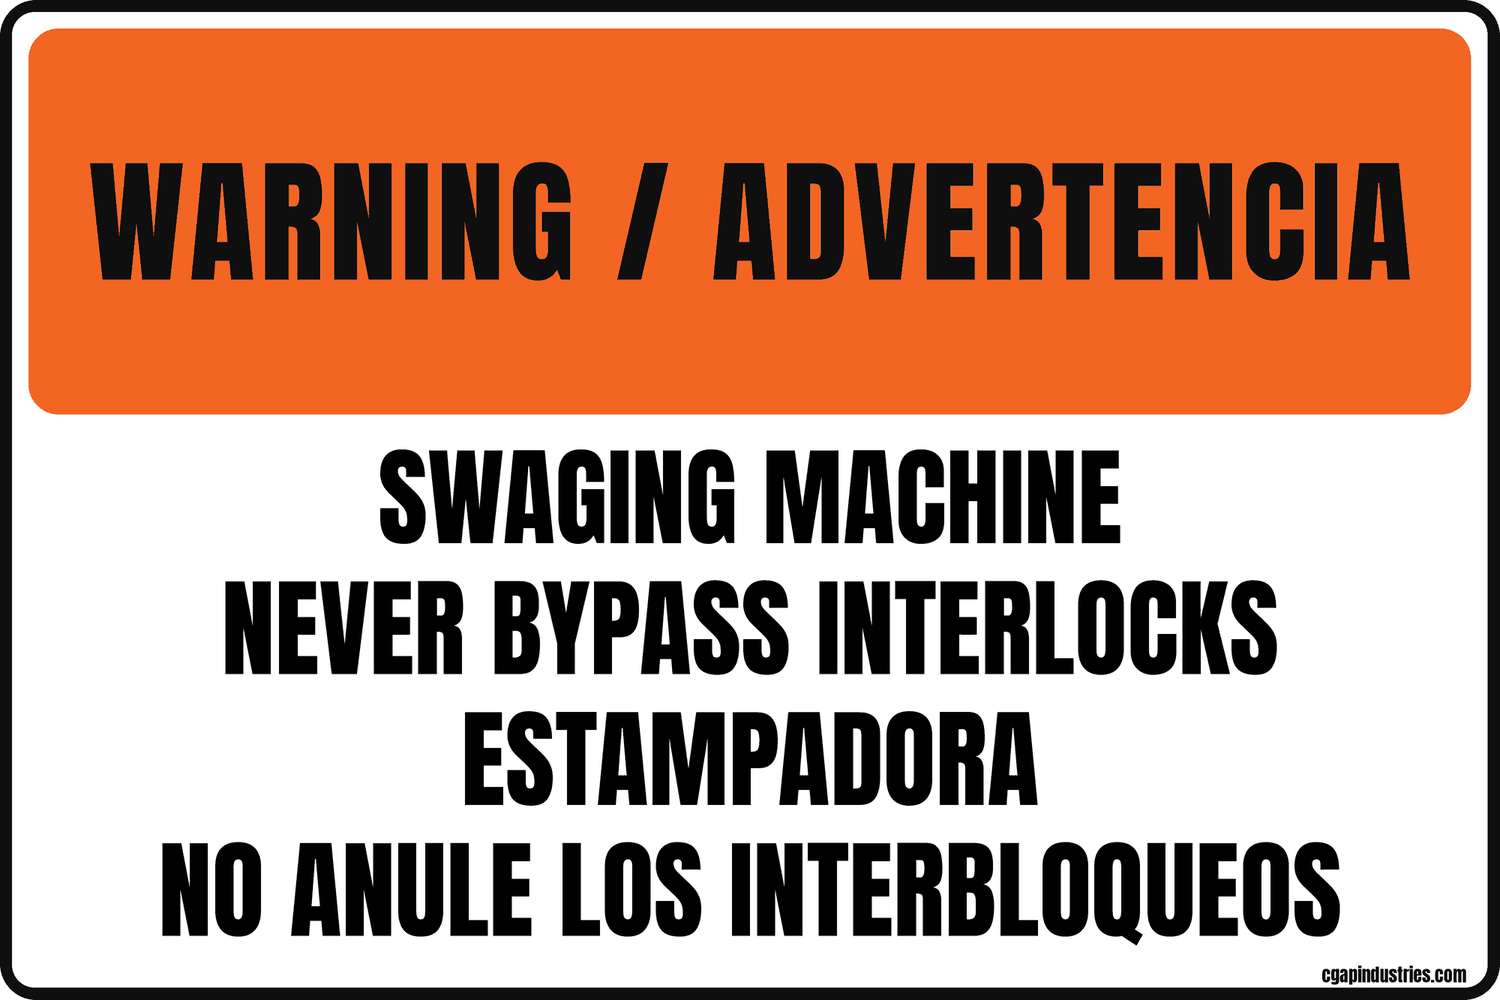 WARNING / ADVERTENCIA
SWAGING MACHINE
NEVER BYPASS INTERLOCKS
ESTAMPADORA
NO ANULE LOS INTERBLOQUEOS
cgapindustries.com